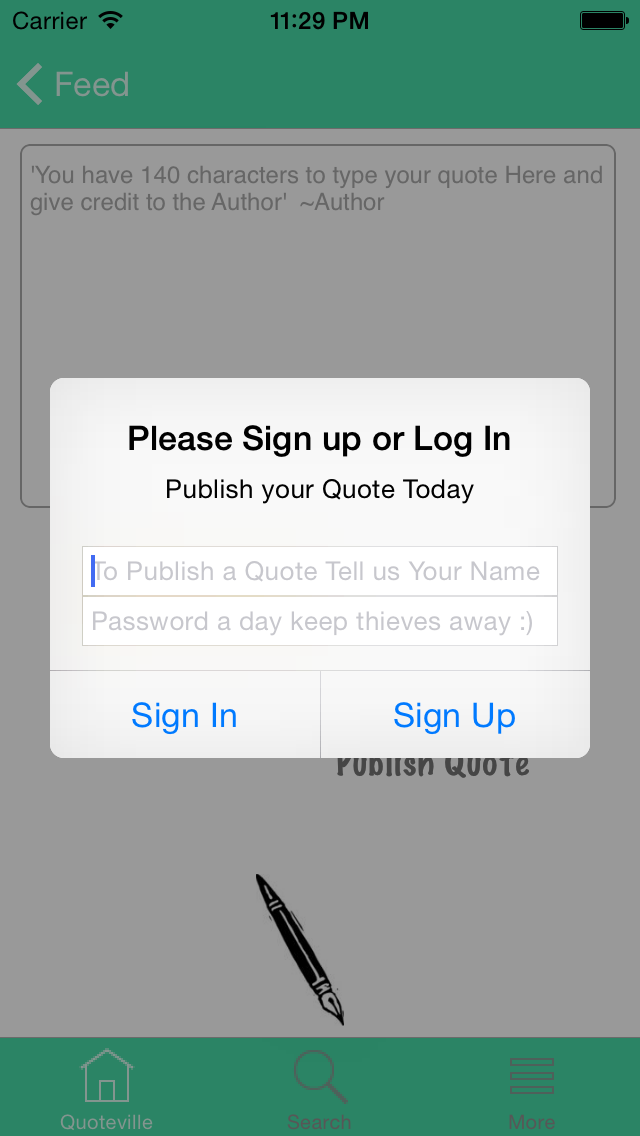 Carrier 11:29 PM
Feed
'You have 140 characters to type your quote Here and
give credit to the Author' ~Author
Please Sign up or Log In
Publish your Quote Today
To Publish a Quote Tell us Your Name
Password a day keep thieves away :)
Sign In Sign Up
Publish Quote
Quoteville Search More